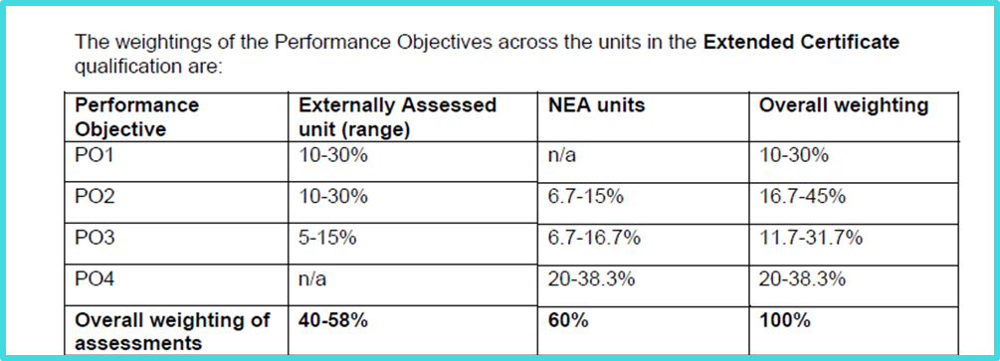 The weightings of the Performance Objectives across the units in the Extended Certificate
qualification are:
Performance Objective Externally Assessed unit (range) NEA units Overall weighting
PO1 10-30% n/a 10-30%
PO2 10-30% 6.7-15% 16.7-45%
PO3 5-15% 6.7-16.7% 11.7-31.7%
PO4 n/a 20-38.3% 20-38.3%
Overall weighting of assessments 40-58% 60% 100%